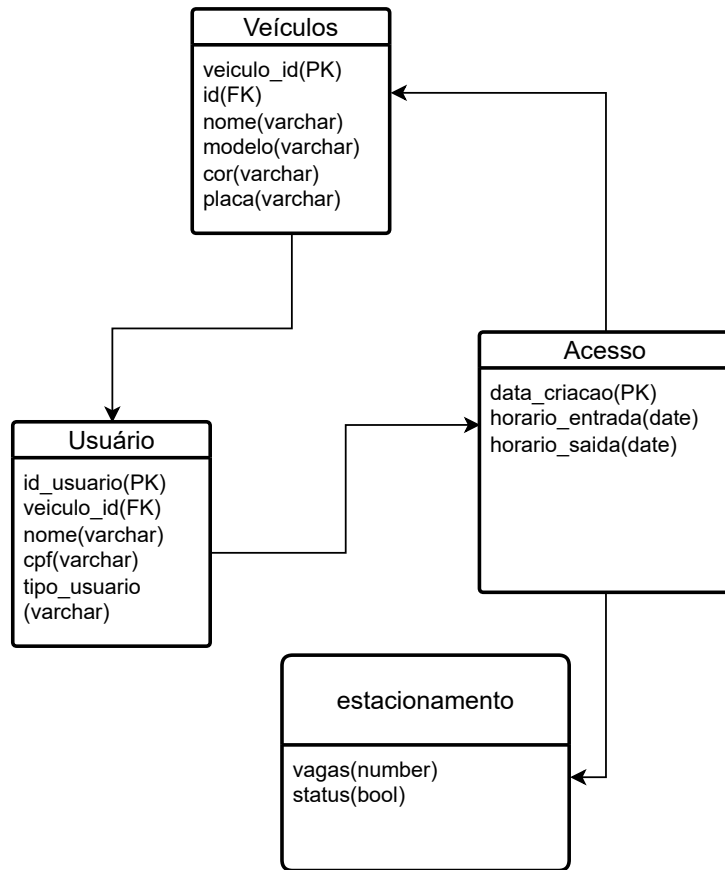 Veículos
veiculo_id(PK)
id(FK)
nome(varchar)
modelo(varchar)
cor(varchar)
placa(varchar)
Acesso
data_criacao(PK)
horario_entrada(date)
horario_saida(date)
Usuário
id_usuario(PK)
veiculo_id(FK)
nome(varchar)
cpf(varchar)
tipo_usuario
(varchar)
estacionamento
vagas(number)
status(bool)